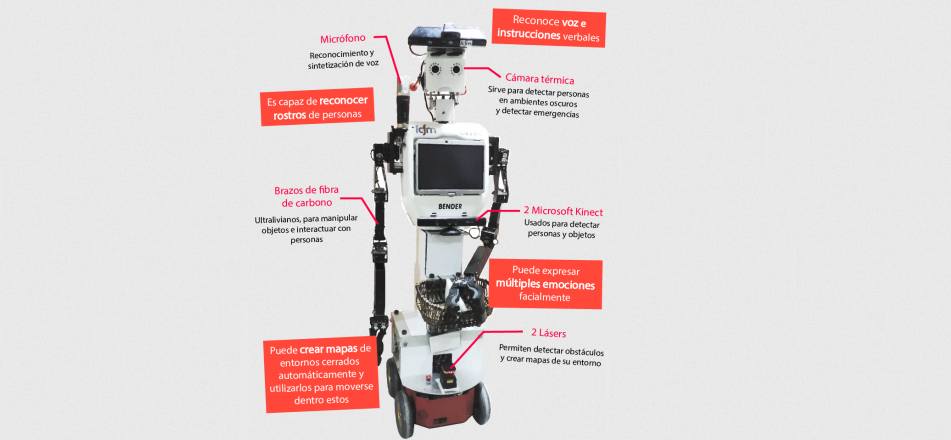 Reconoce voz e
instrucciones verbales
Micrófono
Reconocimiento y
sintetización de voz
Cámara térmica
Sirve para detectar personas
en ambientes oscuros
y detectar emergencias
Es capaz de reconocer
rostros de personas
BENDER
Brazos de fibra
de carbono
Ultralivianos, para manipular
objetos e interactuar con
personas
2 Microsoft Kinect
Usados para detectar
personas y objetos
Puede expresar
múltiples emociones
facialmente
2 Lásers
Permiten detectar obstáculos
y crear mapas de su entorno
Puede crear mapas de
entornos cerrados
automáticamente y
utilizarlos para moverse
dentro estos